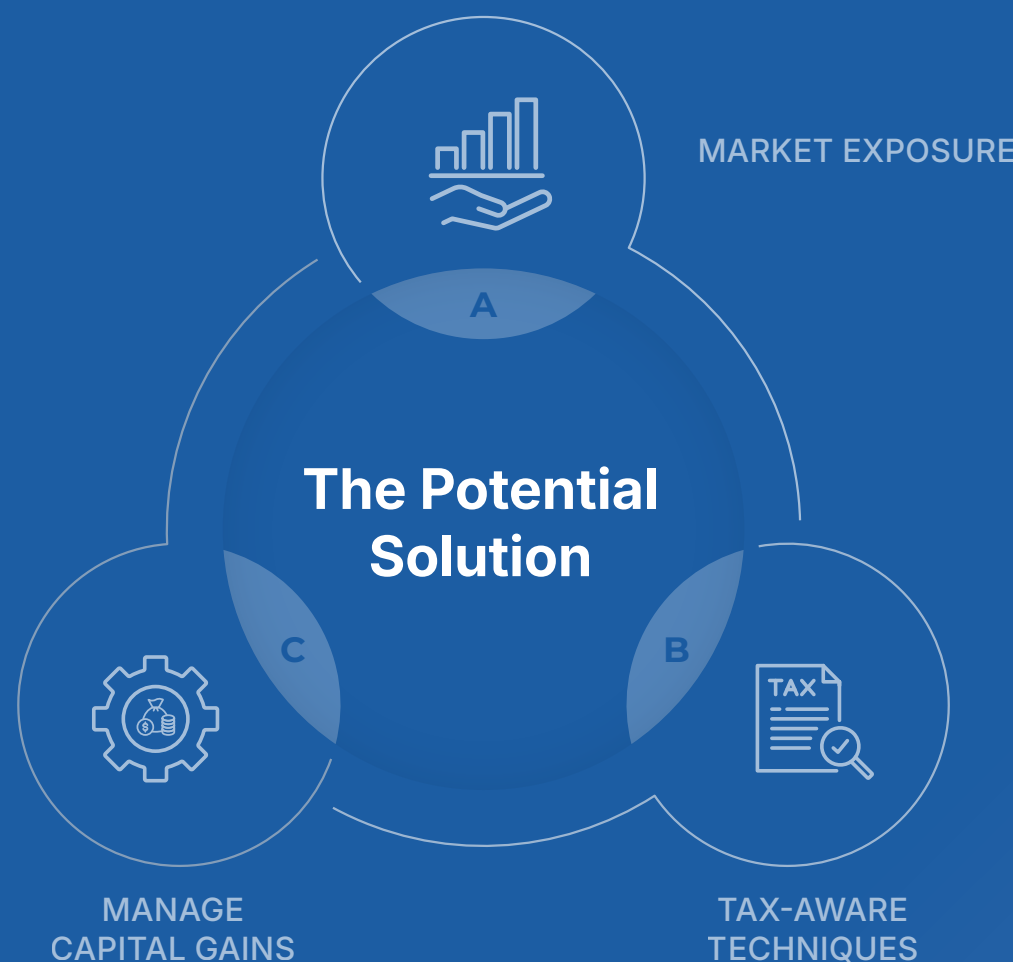 MARKET EXPOSURE
A
The Potential
Solution
C
B
TAX
$
MANAGE
CAPITAL GAINS
TAX-AWARE
TECHNIQUES